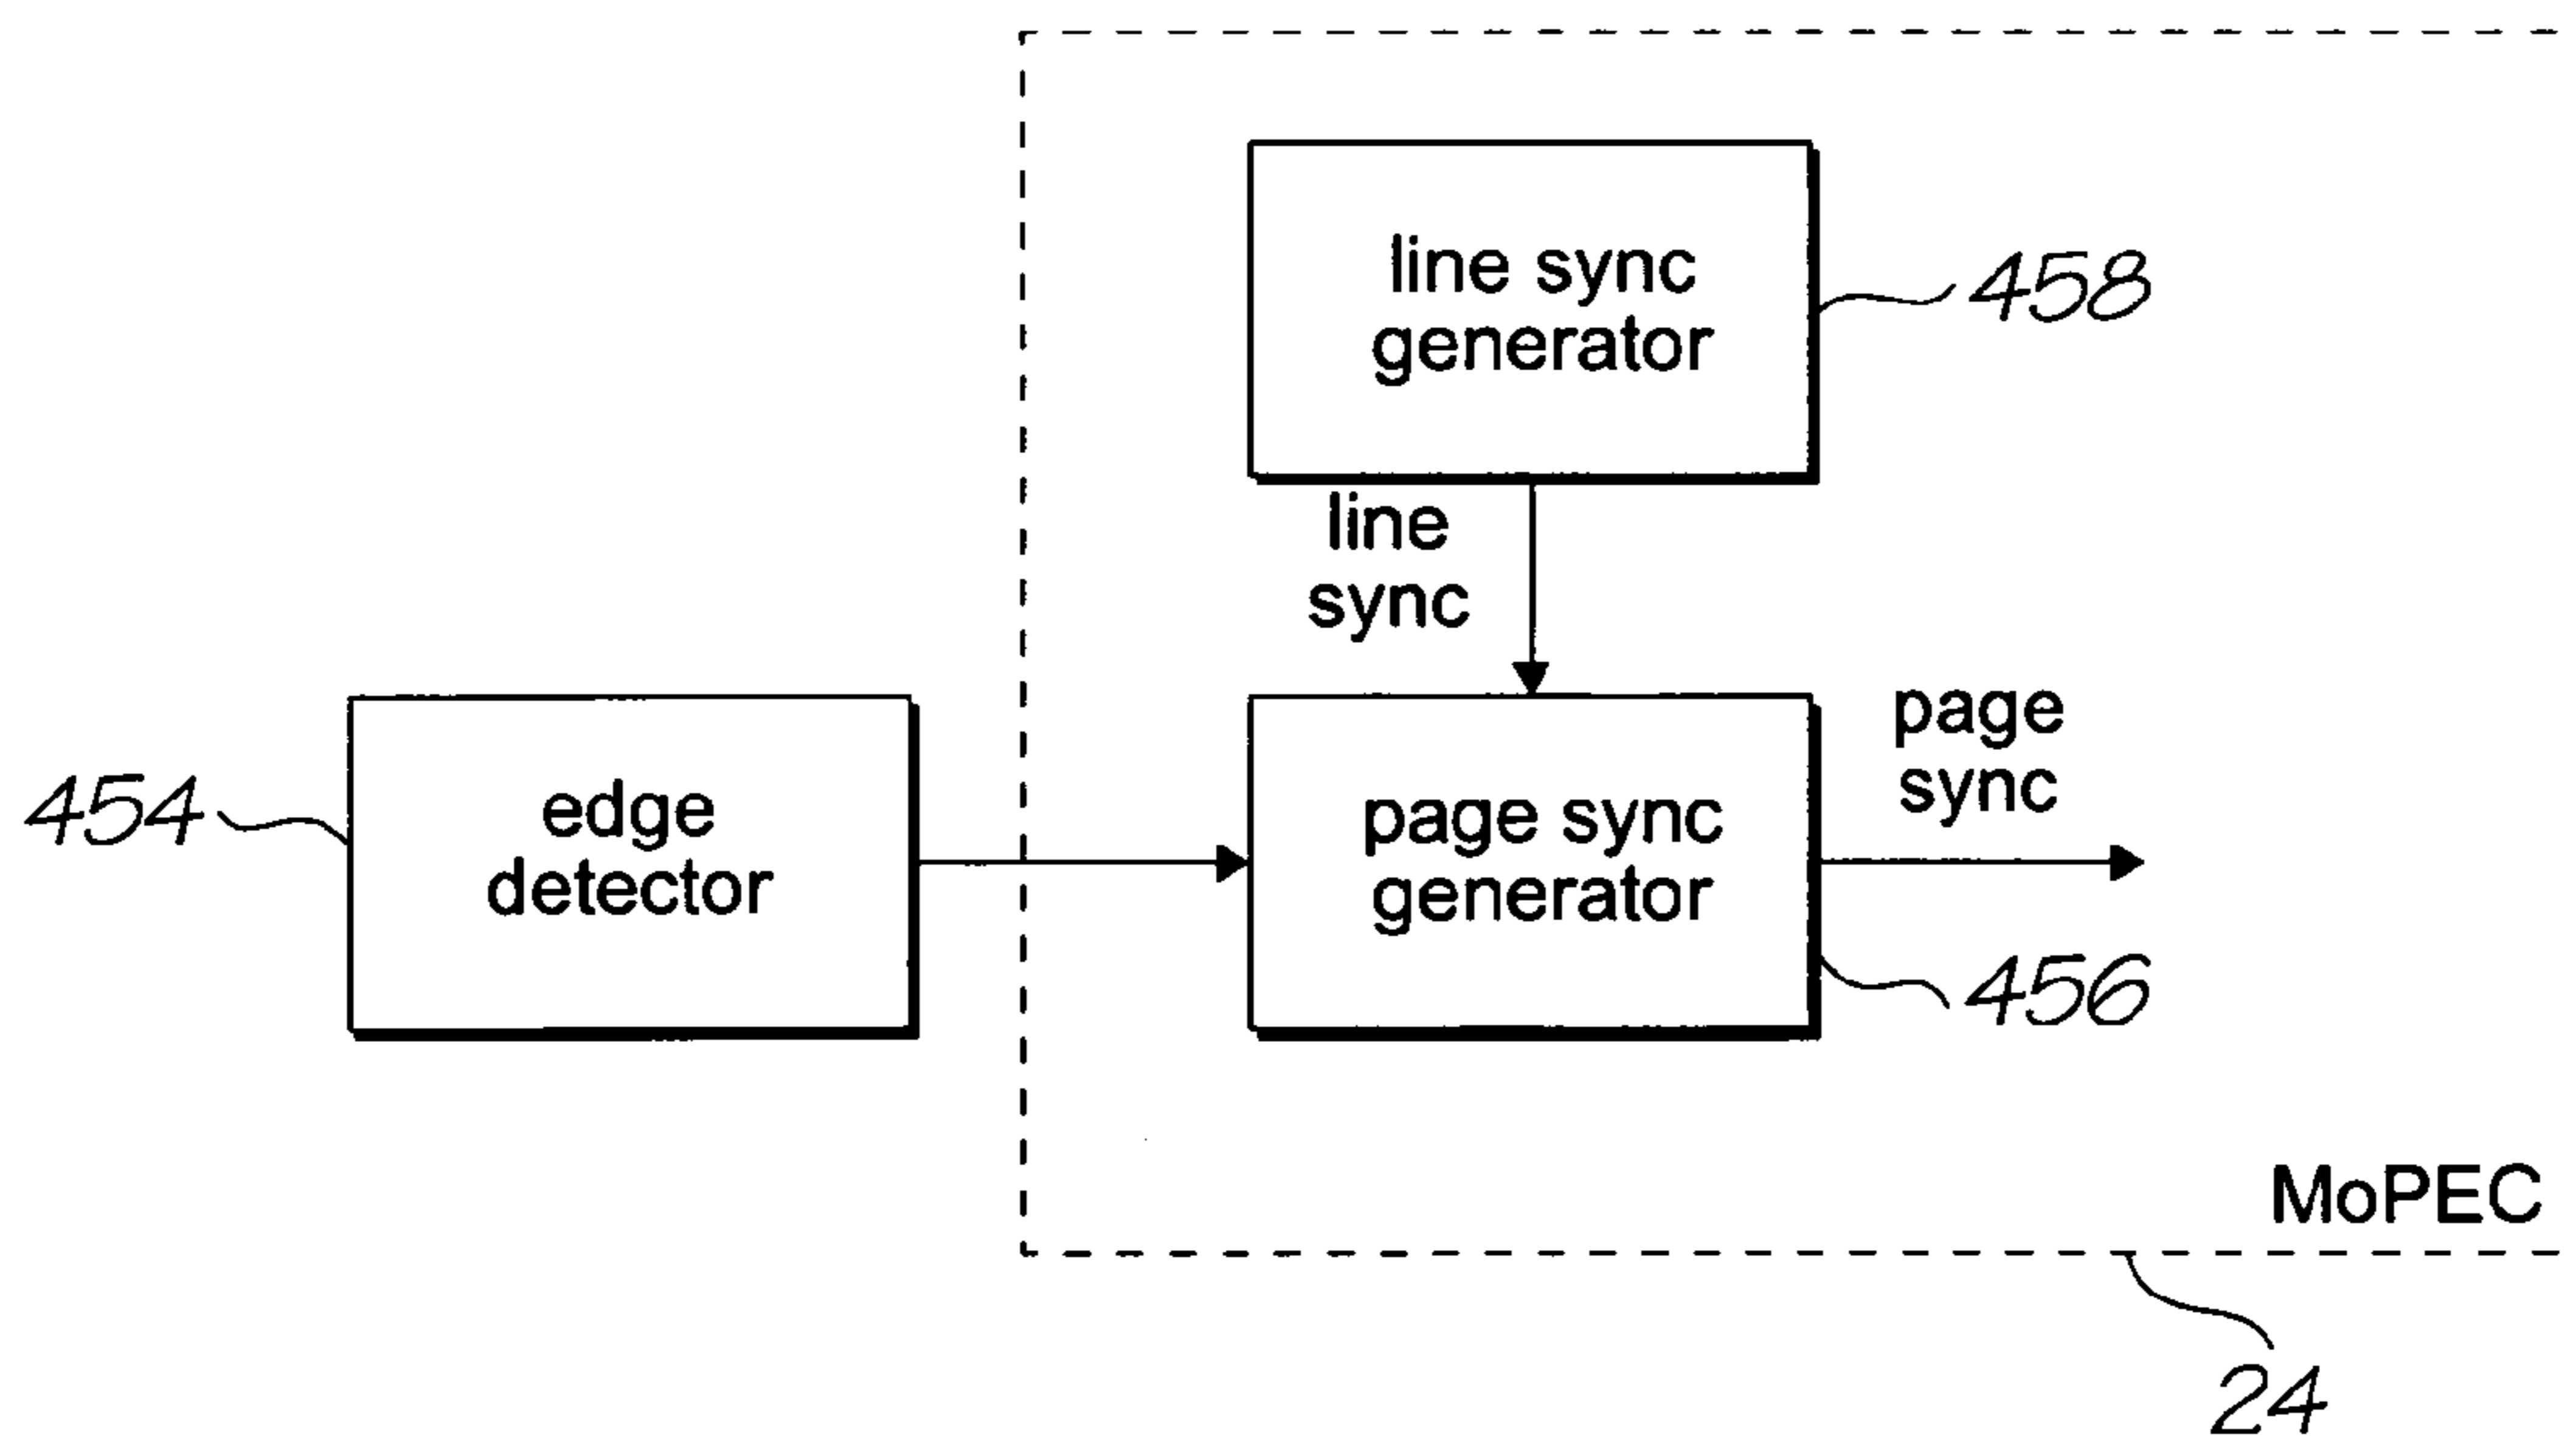 line sync
generator
458
line
sync
page
sync
454
edge
detector
page sync
generator
456
MoPEC
24